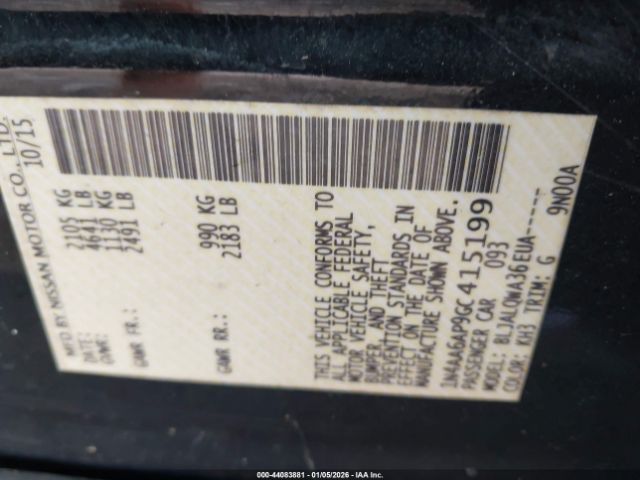 MFD BY NISSAN MOTOR CO., LTD.
DATE: 10/15
GVWR: 2105 KG
4641 LB
GAWR FR.: 1130 KG
2491 LB
GAWR RR.: 990 KG
2183 LB
THIS VEHICLE CONFORMS TO
ALL APPLICABLE FEDERAL
MOTOR VEHICLE SAFETY,
BUMPER, AND THEFT
PREVENTION STANDARDS IN
EFFECT ON THE DATE OF
MANUFACTURE SHOWN ABOVE.
1N4AA6AP9GC415199
PASSENGER CAR 093
MODEL: BLJALQWA36EUA-----
COLOR: KH3 TRIM: G 9N00A
000-44083881 | 01/05/2026 - IAA Inc.